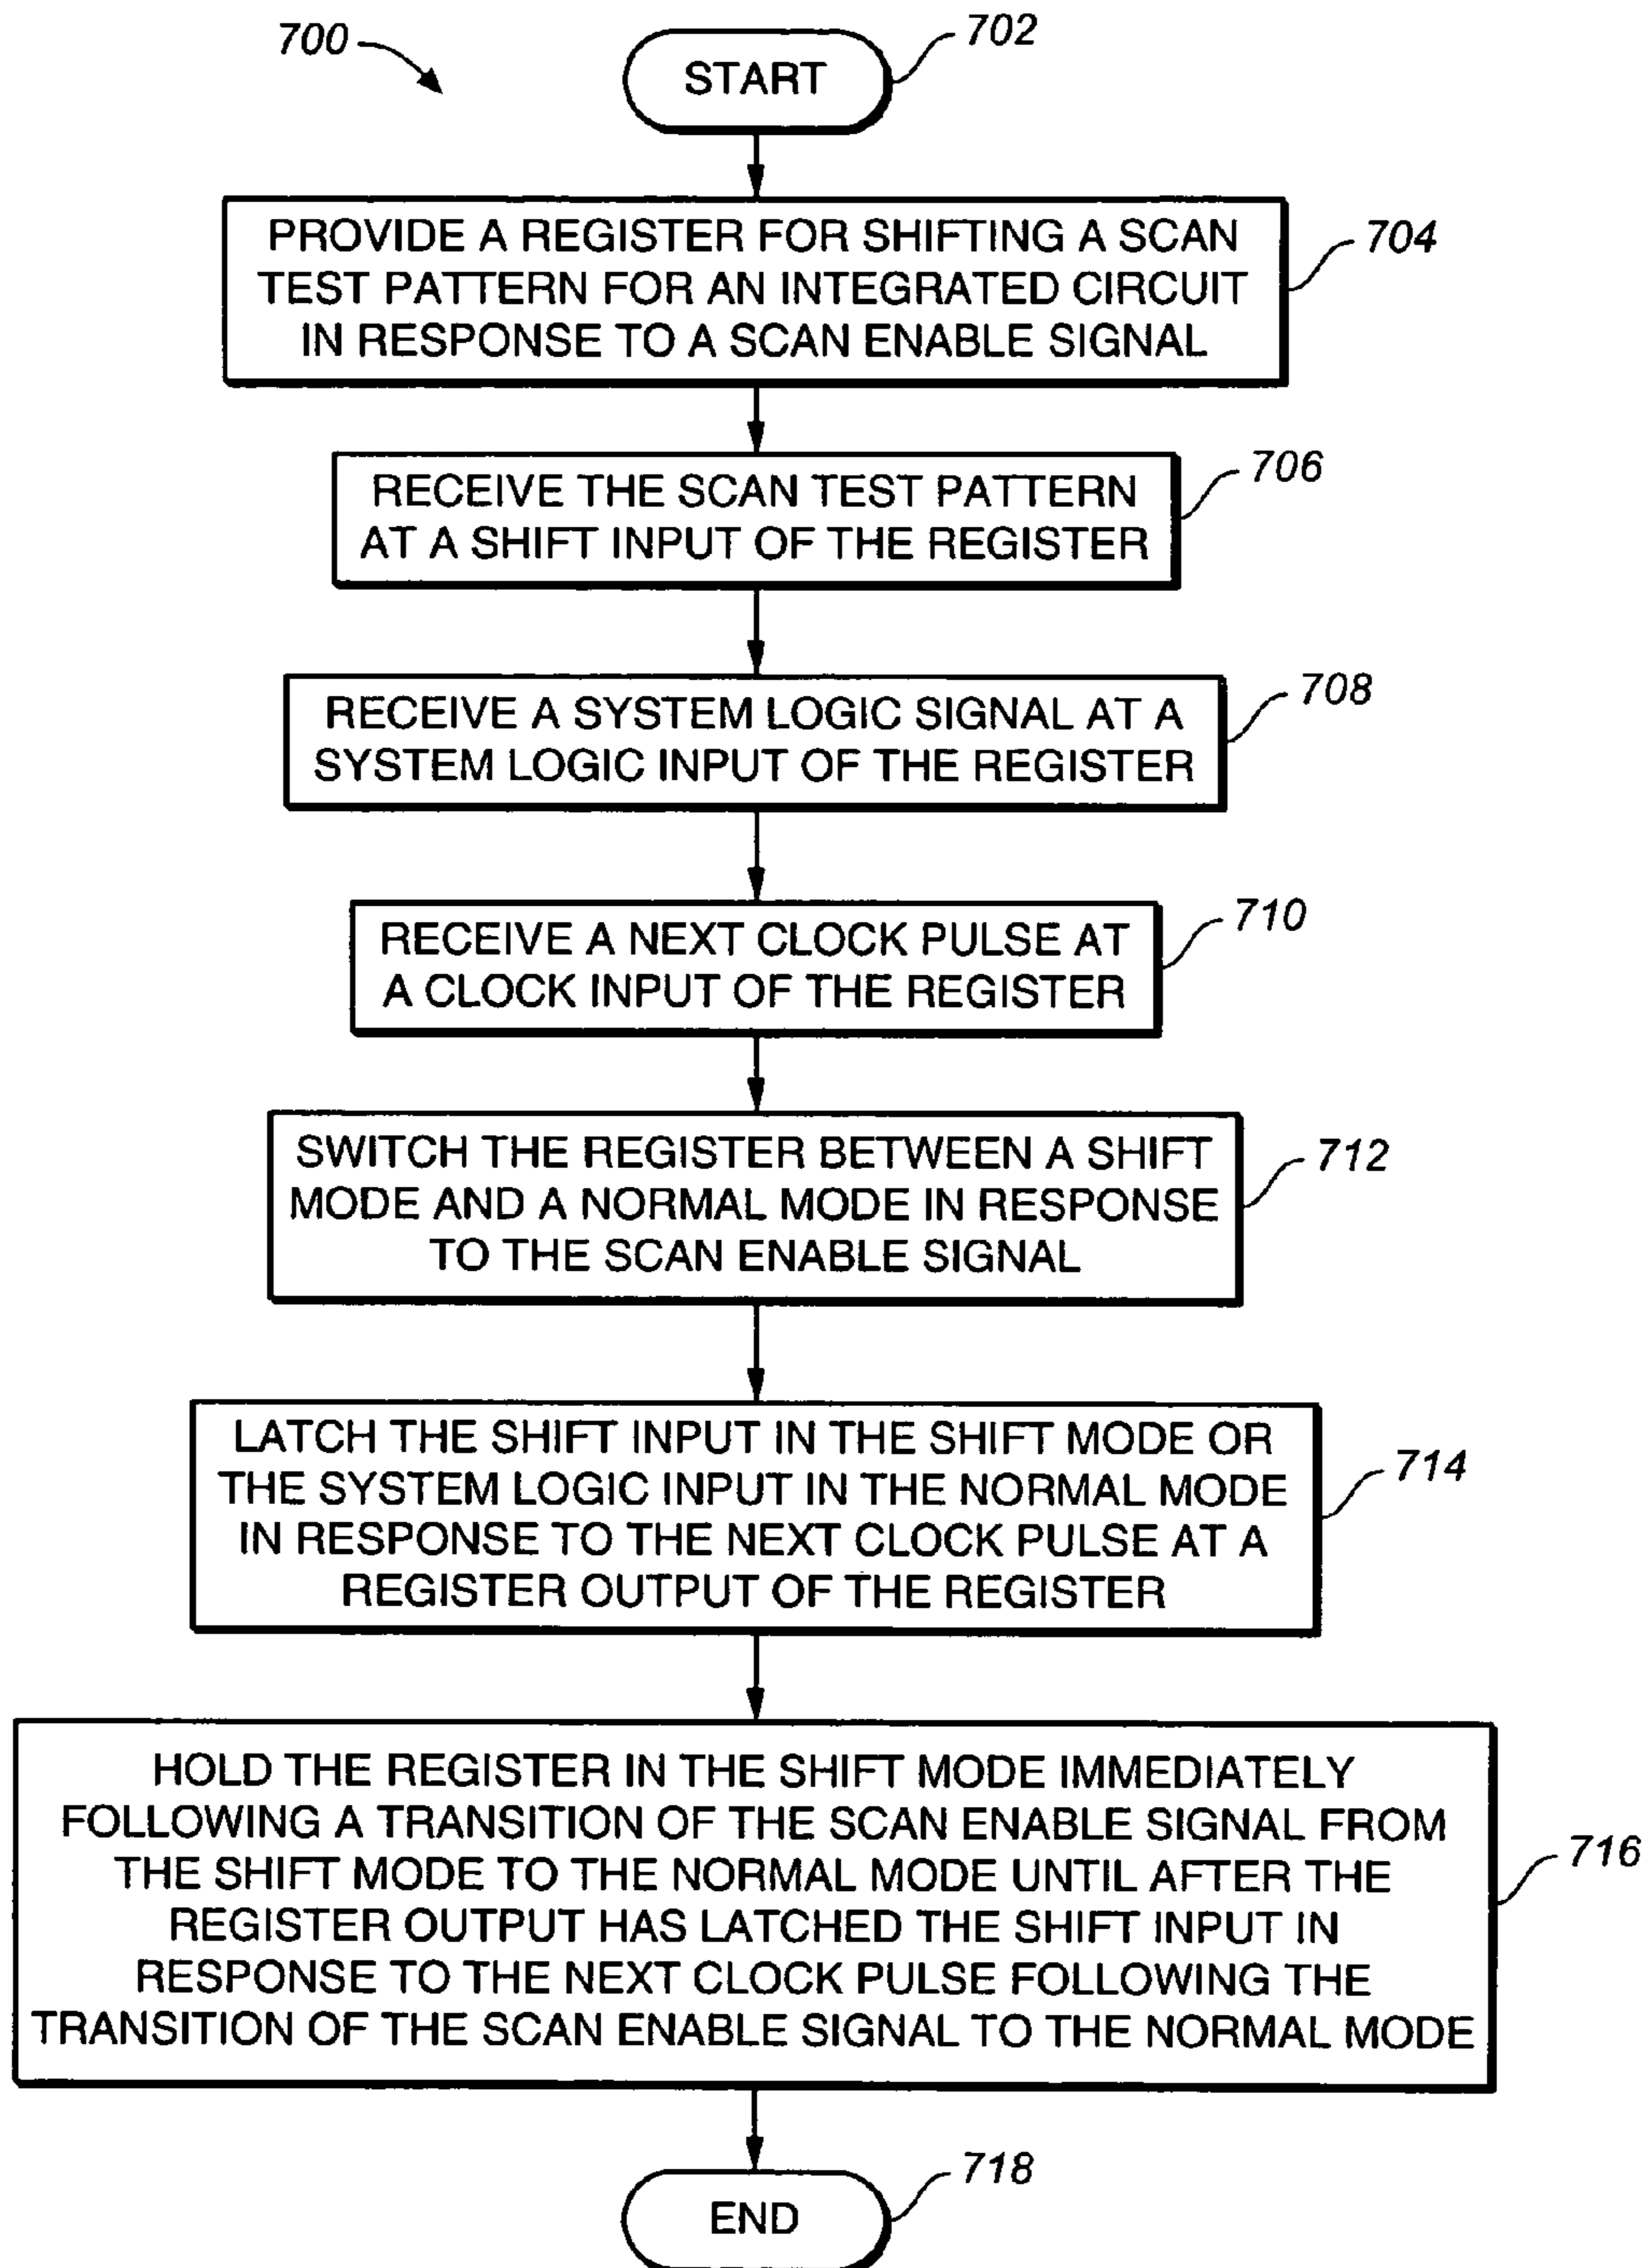 700
START
702
PROVIDE A REGISTER FOR SHIFTING A SCAN
TEST PATTERN FOR AN INTEGRATED CIRCUIT
IN RESPONSE TO A SCAN ENABLE SIGNAL
704
RECEIVE THE SCAN TEST PATTERN
AT A SHIFT INPUT OF THE REGISTER
706
RECEIVE A SYSTEM LOGIC SIGNAL AT A
SYSTEM LOGIC INPUT OF THE REGISTER
708
RECEIVE A NEXT CLOCK PULSE AT
A CLOCK INPUT OF THE REGISTER
710
SWITCH THE REGISTER BETWEEN A SHIFT
MODE AND A NORMAL MODE IN RESPONSE
TO THE SCAN ENABLE SIGNAL
712
LATCH THE SHIFT INPUT IN THE SHIFT MODE OR
THE SYSTEM LOGIC INPUT IN THE NORMAL MODE
IN RESPONSE TO THE NEXT CLOCK PULSE AT A
REGISTER OUTPUT OF THE REGISTER
714
HOLD THE REGISTER IN THE SHIFT MODE IMMEDIATELY
FOLLOWING A TRANSITION OF THE SCAN ENABLE SIGNAL FROM
THE SHIFT MODE TO THE NORMAL MODE UNTIL AFTER THE
REGISTER OUTPUT HAS LATCHED THE SHIFT INPUT IN
RESPONSE TO THE NEXT CLOCK PULSE FOLLOWING THE
TRANSITION OF THE SCAN ENABLE SIGNAL TO THE NORMAL MODE
716
END
718